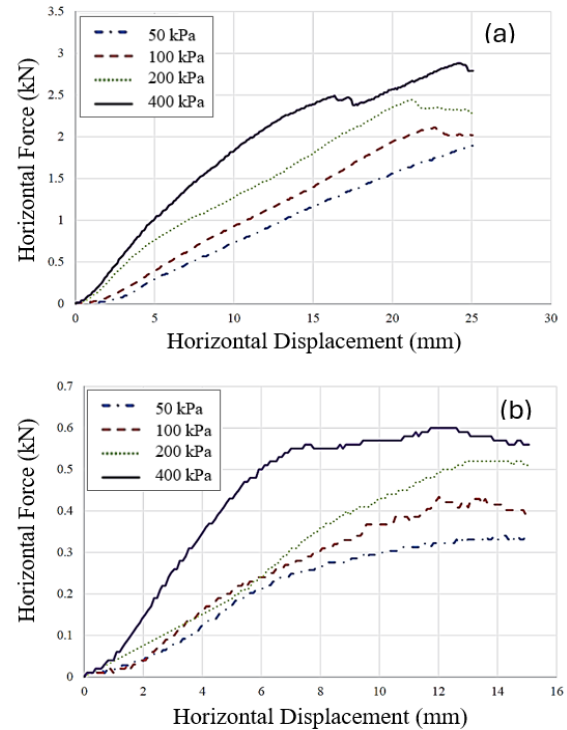 (a)
50 kPa
100 kPa
200 kPa
400 kPa
Horizontal Force (kN)
3.5
3
2.5
2
1.5
1
0.5
0
0 5 10 15 20 25 30
Horizontal Displacement (mm)
(b)
50 kPa
100 kPa
200 kPa
400 kPa
Horizontal Force (kN)
0.7
0.6
0.5
0.4
0.3
0.2
0.1
0
0 2 4 6 8 10 12 14 16
Horizontal Displacement (mm)